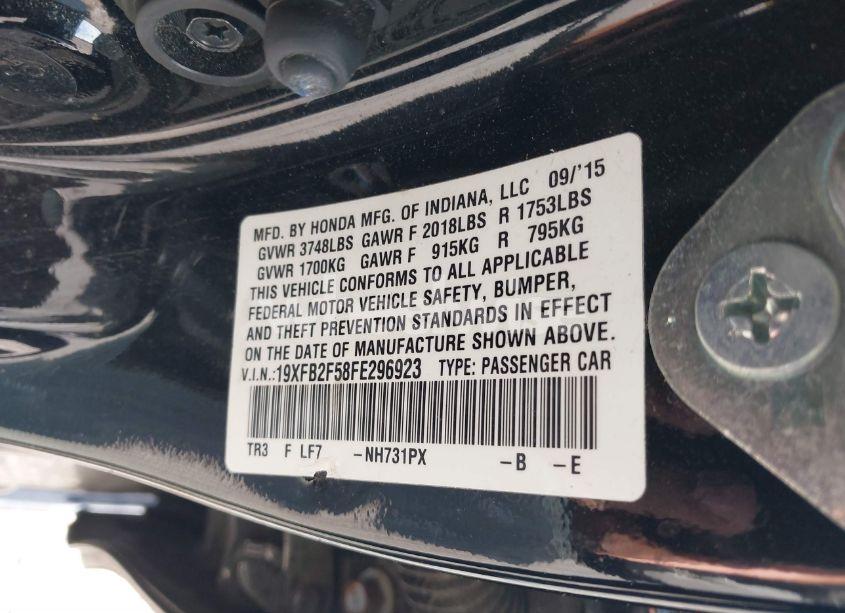 MFD. BY HONDA MFG. OF INDIANA, LLC 09/'15
GVWR 3748LBS GAWR F 2018LBS R 1753LBS
GVWR 1700KG GAWR F 915KG R 795KG
THIS VEHICLE CONFORMS TO ALL APPLICABLE
FEDERAL MOTOR VEHICLE SAFETY, BUMPER,
AND THEFT PREVENTION STANDARDS IN EFFECT
ON THE DATE OF MANUFACTURE SHOWN ABOVE.
V.I.N.:19XFB2F58FE296923 TYPE: PASSENGER CAR
TR3 F LF7 -NH731PX -B -E